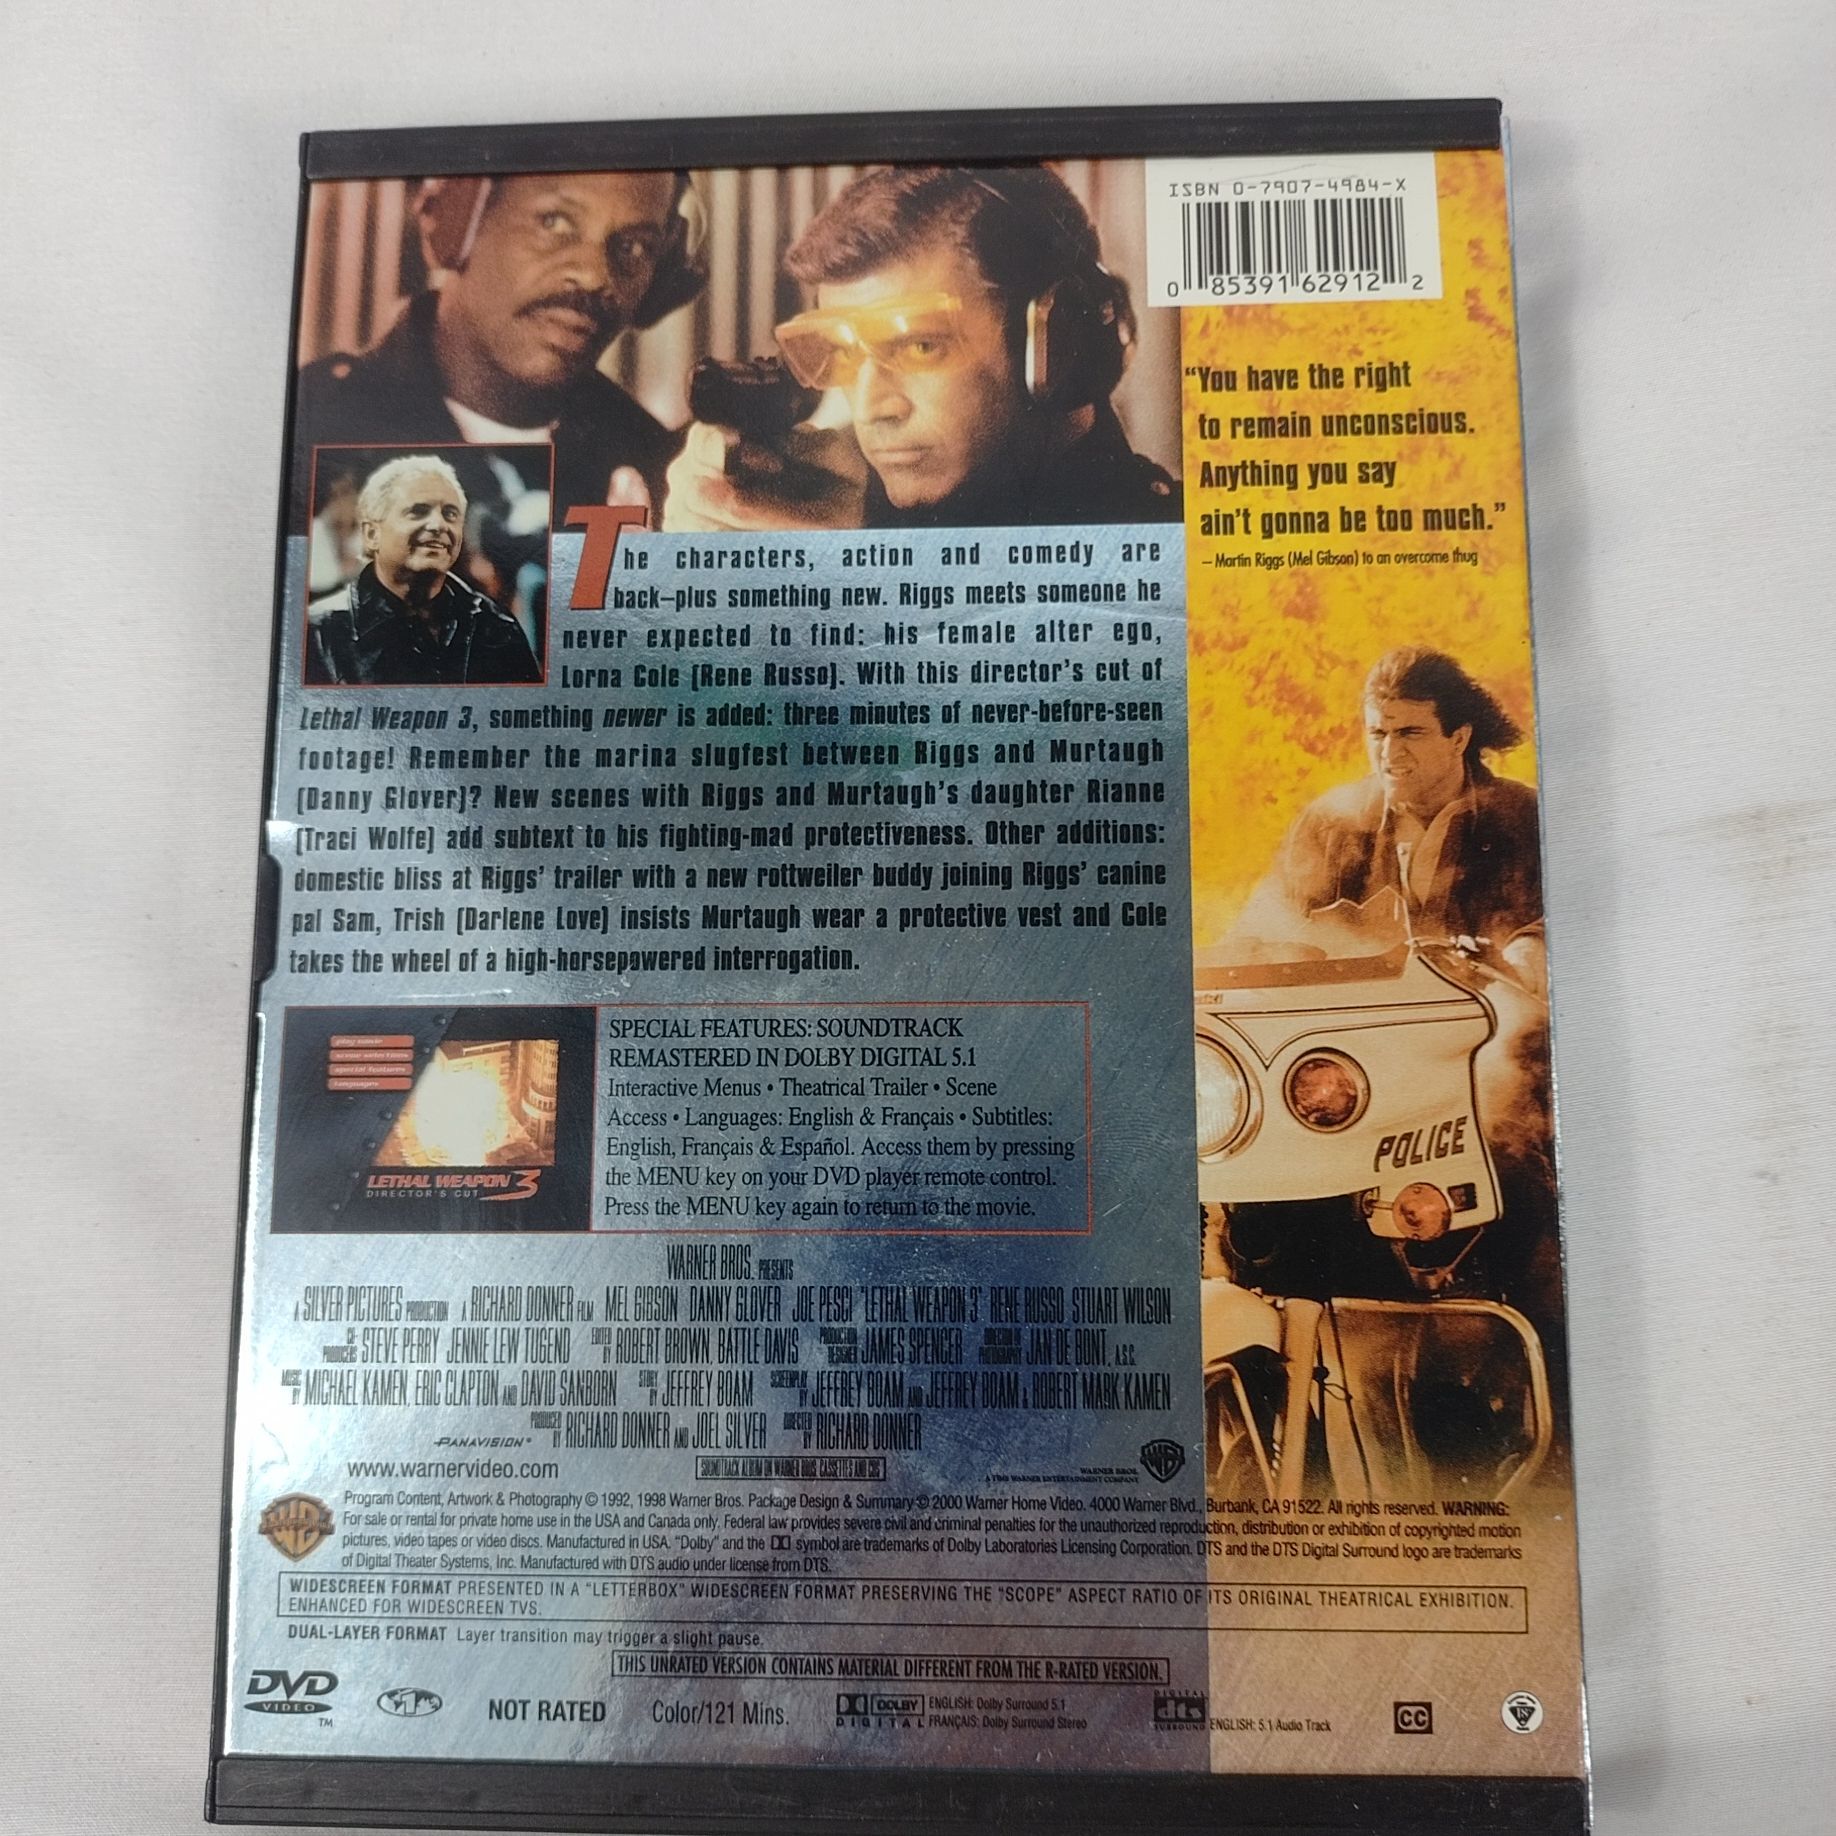 ISBN 0-7907-4984-X
0 85391 62912 2
"You have the right
to remain unconscious.
Anything you say
ain't gonna be too much."
– Martin Riggs (Mel Gibson) to an overcome thug
The characters, action and comedy are
back–plus something new. Riggs meets someone he
never expected to find: his female alter ego,
Lorna Cole (Rene Russo). With this director's cut of
Lethal Weapon 3, something newer is added: three minutes of never-before-seen
footage! Remember the marina slugfest between Riggs and Murtaugh
(Danny Glover)? New scenes with Riggs and Murtaugh's daughter Rianne
(Traci Wolfe) add subtext to his fighting-mad protectiveness. Other additions:
domestic bliss at Riggs' trailer with a new rottweiler buddy joining Riggs' canine
pal Sam, Trish (Darlene Love) insists Murtaugh wear a protective vest and Cole
takes the wheel of a high-horsepowered interrogation.
play movie
scene selections
special features
languages
LETHAL WEAPON 3
DIRECTOR'S CUT
SPECIAL FEATURES: SOUNDTRACK
REMASTERED IN DOLBY DIGITAL 5.1
Interactive Menus • Theatrical Trailer • Scene
Access • Languages: English & Français • Subtitles:
English, Français & Español. Access them by pressing
the MENU key on your DVD player remote control.
Press the MENU key again to return to the movie.
POLICE
WARNER BROS. PRESENTS
A SILVER PICTURES PRODUCTION A RICHARD DONNER FILM MEL GIBSON DANNY GLOVER JOE PESCI "LETHAL WEAPON 3" RENE RUSSO STUART WILSON
CO-PRODUCERS STEVE PERRY JENNIE LEW TUGEND EDITED BY ROBERT BROWN, BATTLE DAVIS PRODUCTION DESIGNER JAMES SPENCER DIRECTOR OF PHOTOGRAPHY JAN DE BONT, A.S.C.
MUSIC BY MICHAEL KAMEN, ERIC CLAPTON AND DAVID SANBORN STORY BY JEFFREY BOAM SCREENPLAY BY JEFFREY BOAM AND JEFFREY BOAM & ROBERT MARK KAMEN
PANAVISION® PRODUCED BY RICHARD DONNER AND JOEL SILVER DIRECTED BY RICHARD DONNER
www.warnervideo.com
SOUNDTRACK ALBUM ON WARNER BROS. CASSETTES AND CDS
WARNER BROS.
A TIME WARNER ENTERTAINMENT COMPANY
Program Content, Artwork & Photography © 1992, 1998 Warner Bros. Package Design & Summary © 2000 Warner Home Video. 4000 Warner Blvd., Burbank, CA 91522. All rights reserved. WARNING:
For sale or rental for private home use in the USA and Canada only. Federal law provides severe civil and criminal penalties for the unauthorized reproduction, distribution or exhibition of copyrighted motion
pictures, video tapes or video discs. Manufactured in USA. "Dolby" and the DD symbol are trademarks of Dolby Laboratories Licensing Corporation. DTS and the DTS Digital Surround logo are trademarks
of Digital Theater Systems, Inc. Manufactured with DTS audio under license from DTS.
WIDESCREEN FORMAT PRESENTED IN A "LETTERBOX" WIDESCREEN FORMAT PRESERVING THE "SCOPE" ASPECT RATIO OF ITS ORIGINAL THEATRICAL EXHIBITION.
ENHANCED FOR WIDESCREEN TVS.
DUAL-LAYER FORMAT Layer transition may trigger a slight pause.
THIS UNRATED VERSION CONTAINS MATERIAL DIFFERENT FROM THE R-RATED VERSION.
DVD VIDEO TM
1
NOT RATED
Color/121 Mins.
DOLBY DIGITAL
ENGLISH: Dolby Surround 5.1
FRANÇAIS: Dolby Surround Stereo
DIGITAL dts SURROUND
ENGLISH: 5.1 Audio Track
CC